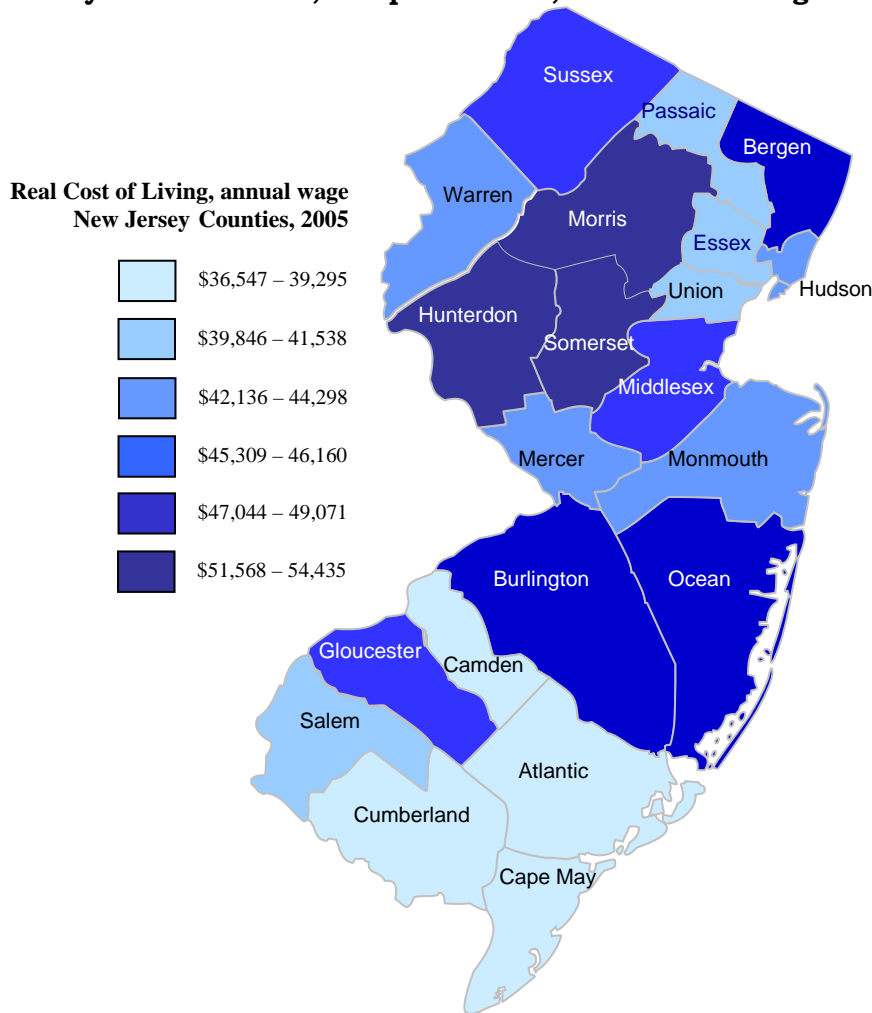 Real Cost of Living, annual wage
New Jersey Counties, 2005
$36,547 – 39,295
$39,846 – 41,538
$42,136 – 44,298
$45,309 – 46,160
$47,044 – 49,071
$51,568 – 54,435
Sussex
Passaic
Bergen
Warren
Morris
Essex
Union
Hudson
Hunterdon
Somerset
Middlesex
Mercer
Monmouth
Burlington
Ocean
Gloucester
Camden
Salem
Atlantic
Cumberland
Cape May